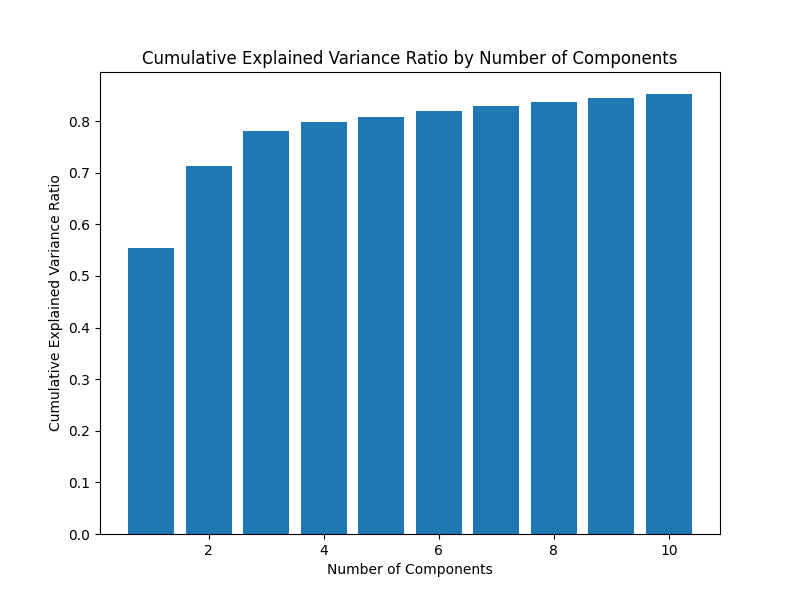 Cumulative Explained Variance Ratio by Number of Components
Cumulative Explained Variance Ratio
0.8
0.7
0.6
0.5
0.4
0.3
0.2
0.1
0.0
2 4 6 8 10
Number of Components